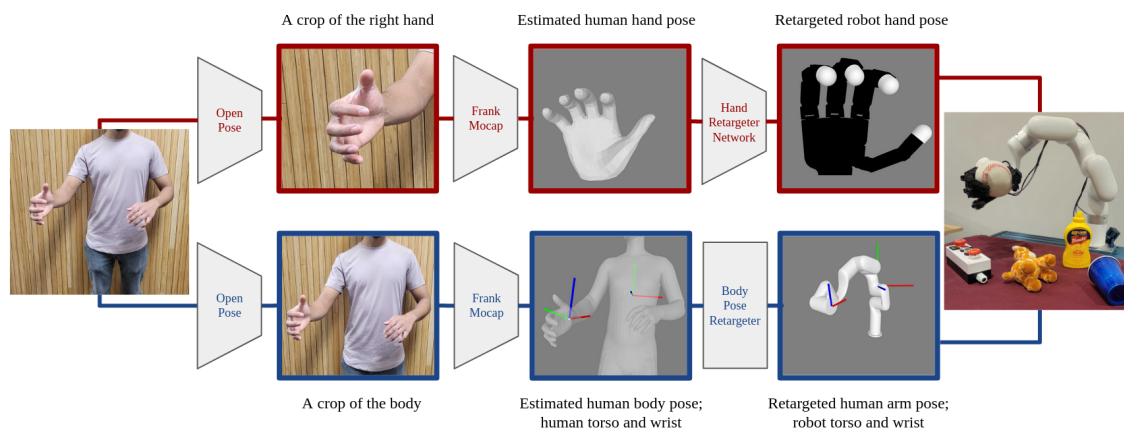 A crop of the right hand
Estimated human hand pose
Retargeted robot hand pose
Open
Pose
Frank
Mocap
Hand
Retargeter
Network
Open
Pose
Frank
Mocap
Body
Pose
Retargeter
A crop of the body
Estimated human body pose;
human torso and wrist
Retargeted human arm pose;
robot torso and wrist